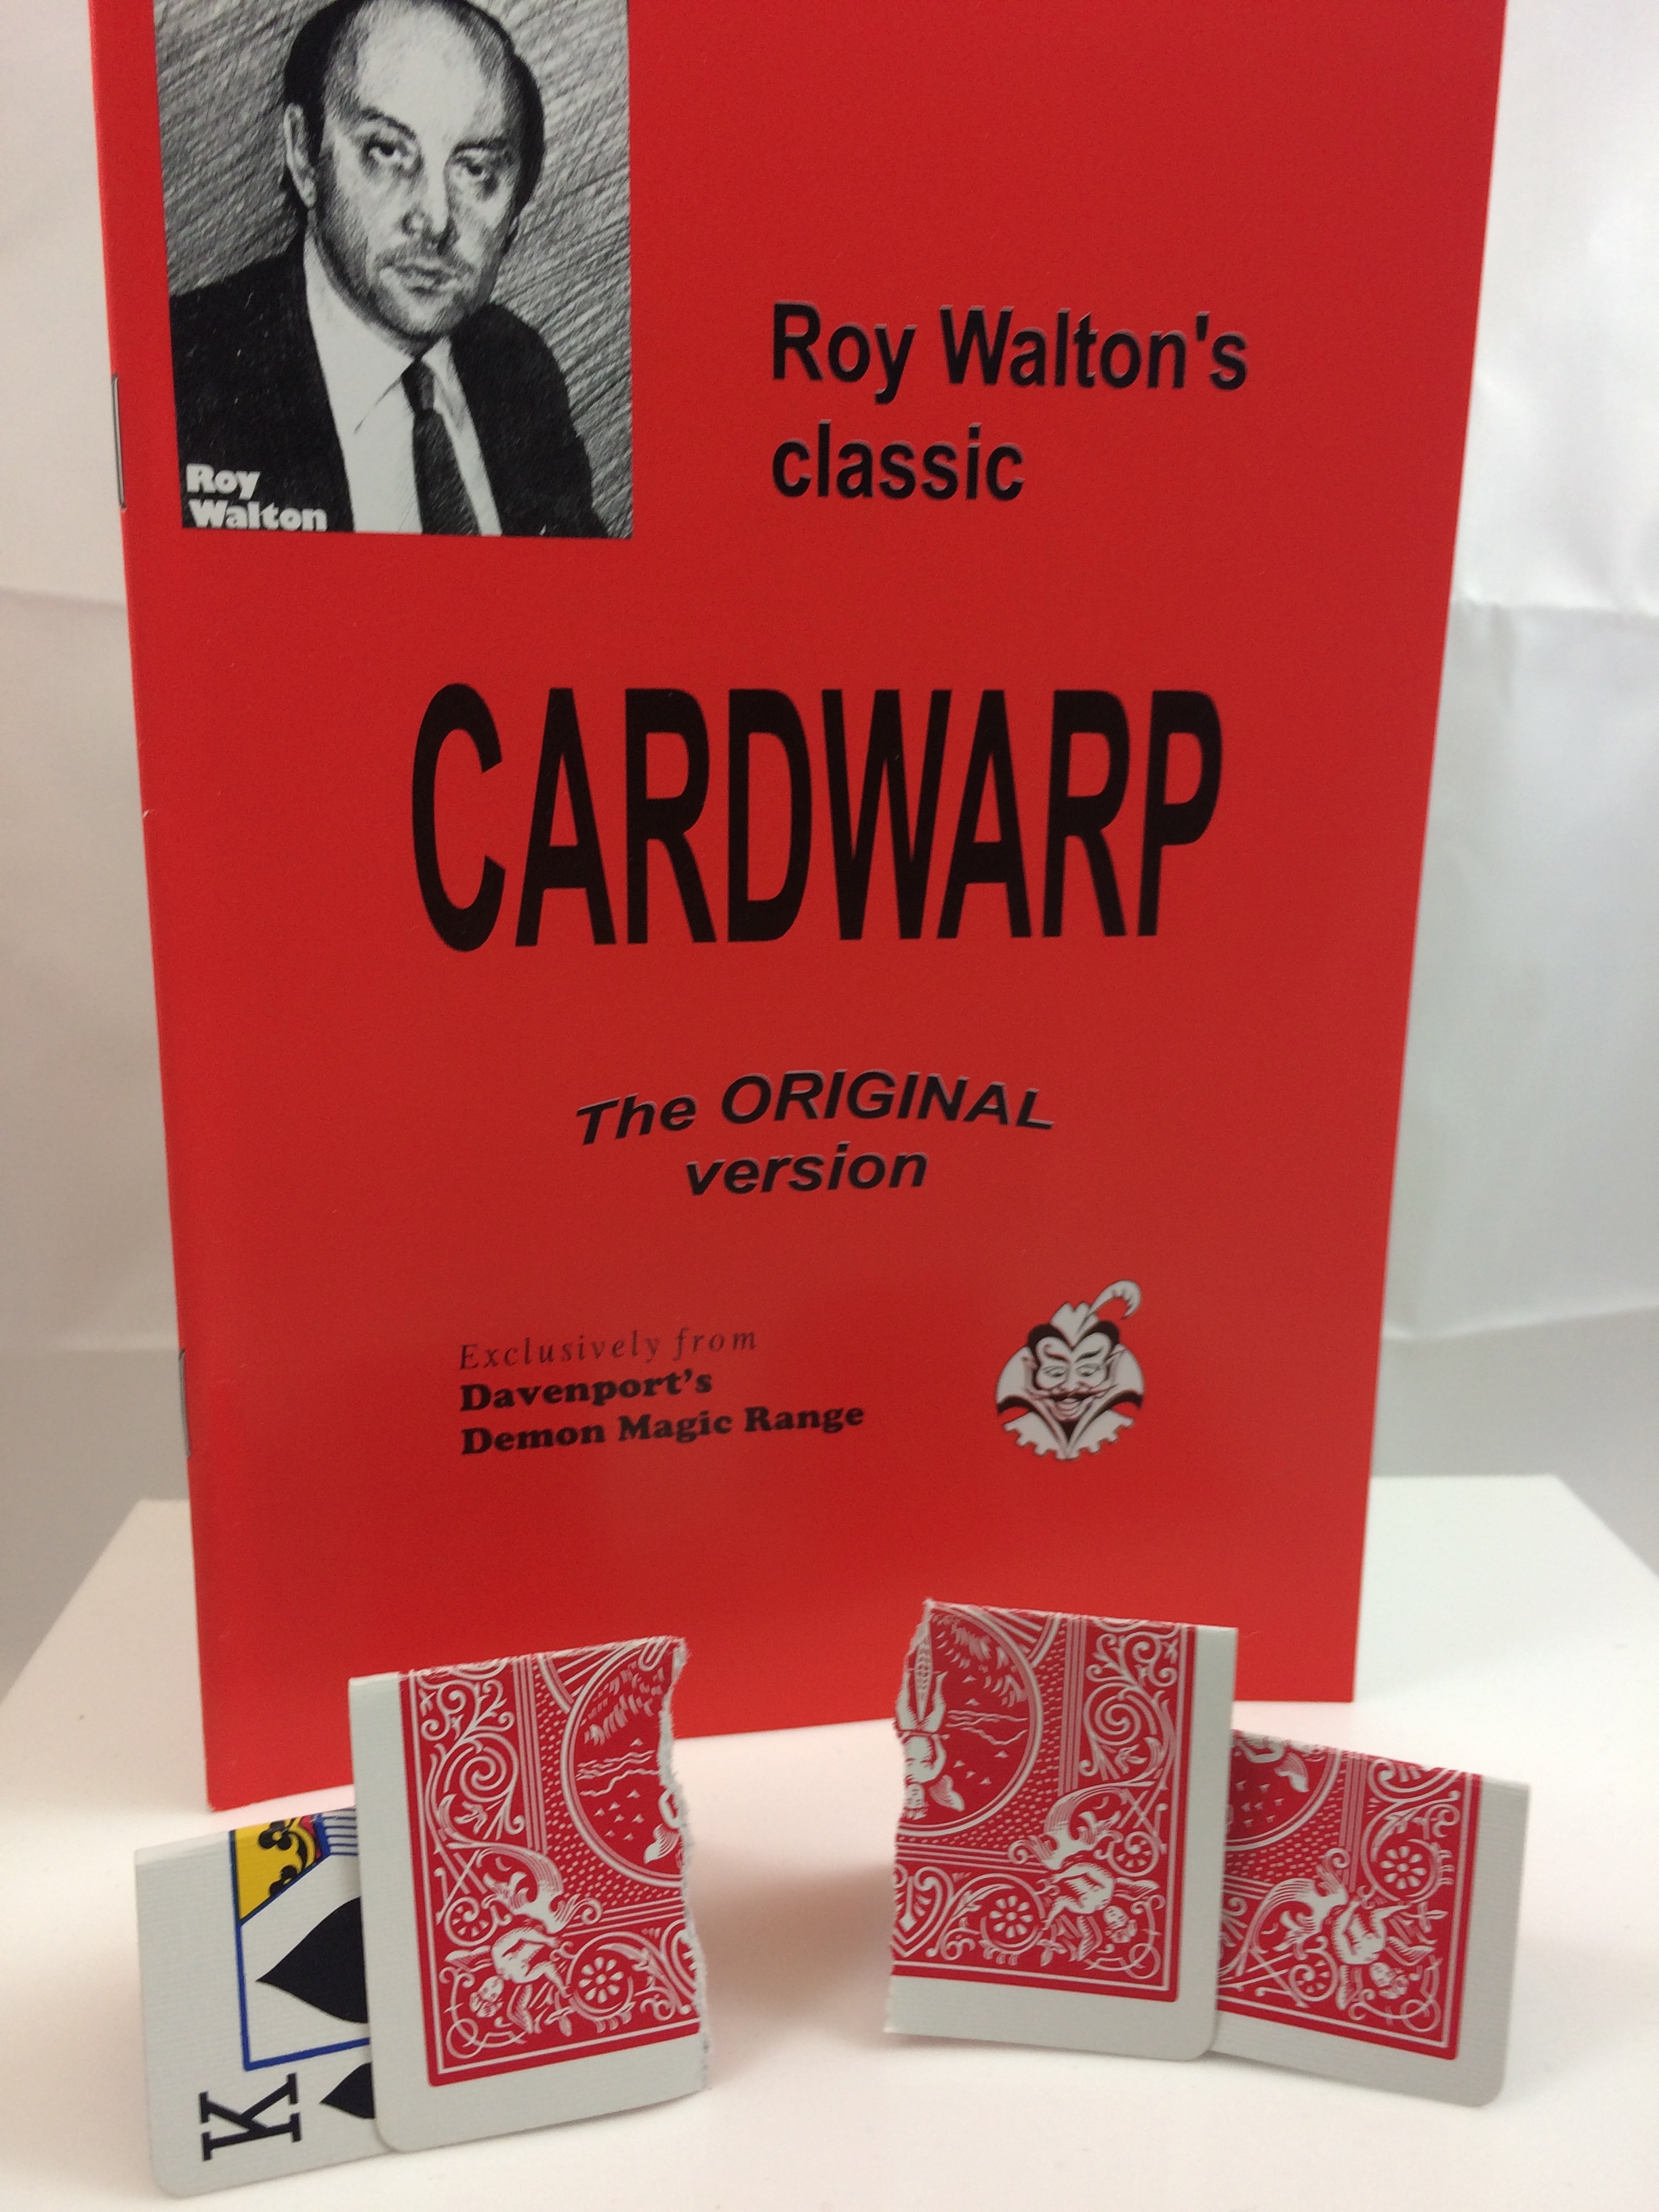 Roy
Walton
Roy Walton's
classic
CARDWARP
The ORIGINAL
version
Exclusively from
Davenport's
Demon Magic Range
K